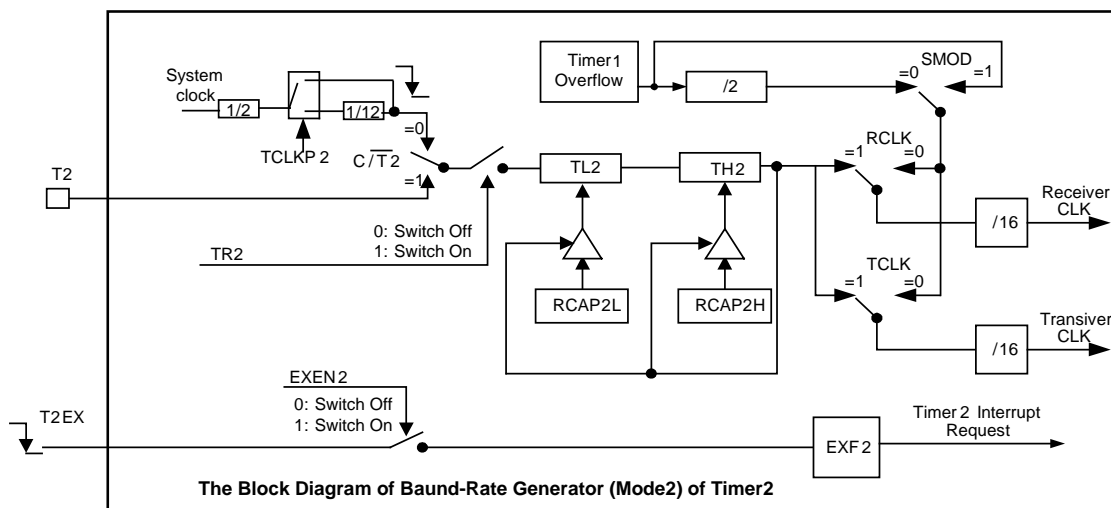 System
clock
1/2
1/12
TCLKP 2
=0
C/T2
=1
T2
TR2
0: Switch Off
1: Switch On
TL2
TH2
RCAP2L
RCAP2H
Timer1
Overflow
/2
SMOD
=0
=1
RCLK
=1
=0
/16
Receiver
CLK
TCLK
=1
=0
/16
Transiver
CLK
EXEN2
0: Switch Off
1: Switch On
T2EX
EXF2
Timer 2 Interrupt
Request
The Block Diagram of Baund-Rate Generator (Mode2) of Timer2